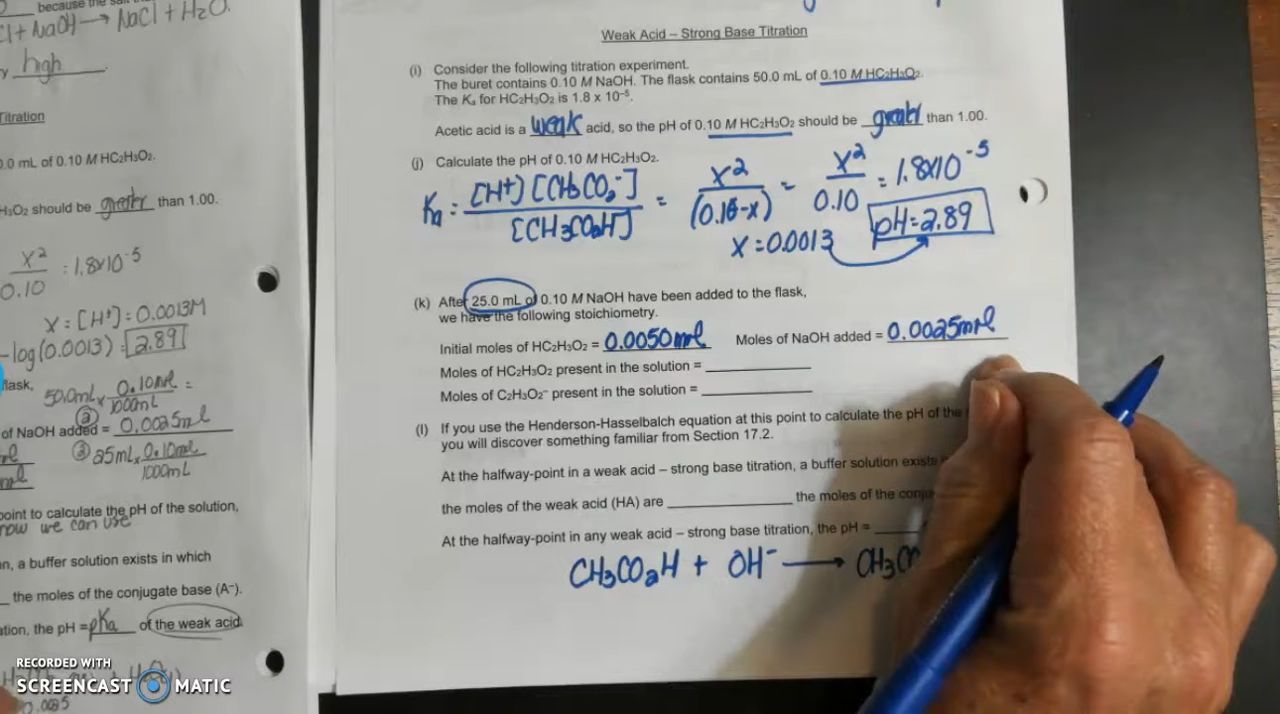 because the
Cl + NaOH → NaCl + H2O.
high
Titration
0.0 mL of 0.10 M HC2H3O2.
H3O2 should be greater than 1.00.
x² / 0.10 = 1.8x10⁻⁵
x = [H⁺] = 0.0013M
-log(0.0013) = 2.89
flask,
50.0mL x 0.10mol / 1000mL =
②
of NaOH added = 0.0025mol
② 25mL x 0.10mol / 1000mL
point to calculate the pH of the solution,
now we can use
n, a buffer solution exists in which
the moles of the conjugate base (A⁻).
ation, the pH = pKa of the weak acid
RECORDED WITH
SCREENCAST MATIC
Weak Acid – Strong Base Titration
(i) Consider the following titration experiment.
The buret contains 0.10 M NaOH. The flask contains 50.0 mL of 0.10 M HC2H3O2.
The Ka for HC2H3O2 is 1.8 x 10⁻⁵.
Acetic acid is a weak acid, so the pH of 0.10 M HC2H3O2 should be greater than 1.00.
(j) Calculate the pH of 0.10 M HC2H3O2.
Ka = [H⁺][CH3CO2⁻] / [CH3CO2H] = x² / (0.10-x) = x² / 0.10 = 1.8x10⁻⁵
x = 0.0013 pH = 2.89
(k) After 25.0 mL of 0.10 M NaOH have been added to the flask,
we have the following stoichiometry.
Initial moles of HC2H3O2 = 0.0050mol Moles of NaOH added = 0.0025mol
Moles of HC2H3O2 present in the solution =
Moles of C2H3O2⁻ present in the solution =
(l) If you use the Henderson-Hasselbalch equation at this point to calculate the pH of the
you will discover something familiar from Section 17.2.
At the halfway-point in a weak acid – strong base titration, a buffer solution exists
the moles of the weak acid (HA) are the moles of the conju
At the halfway-point in any weak acid – strong base titration, the pH =
CH3CO2H + OH⁻ → CH3CO